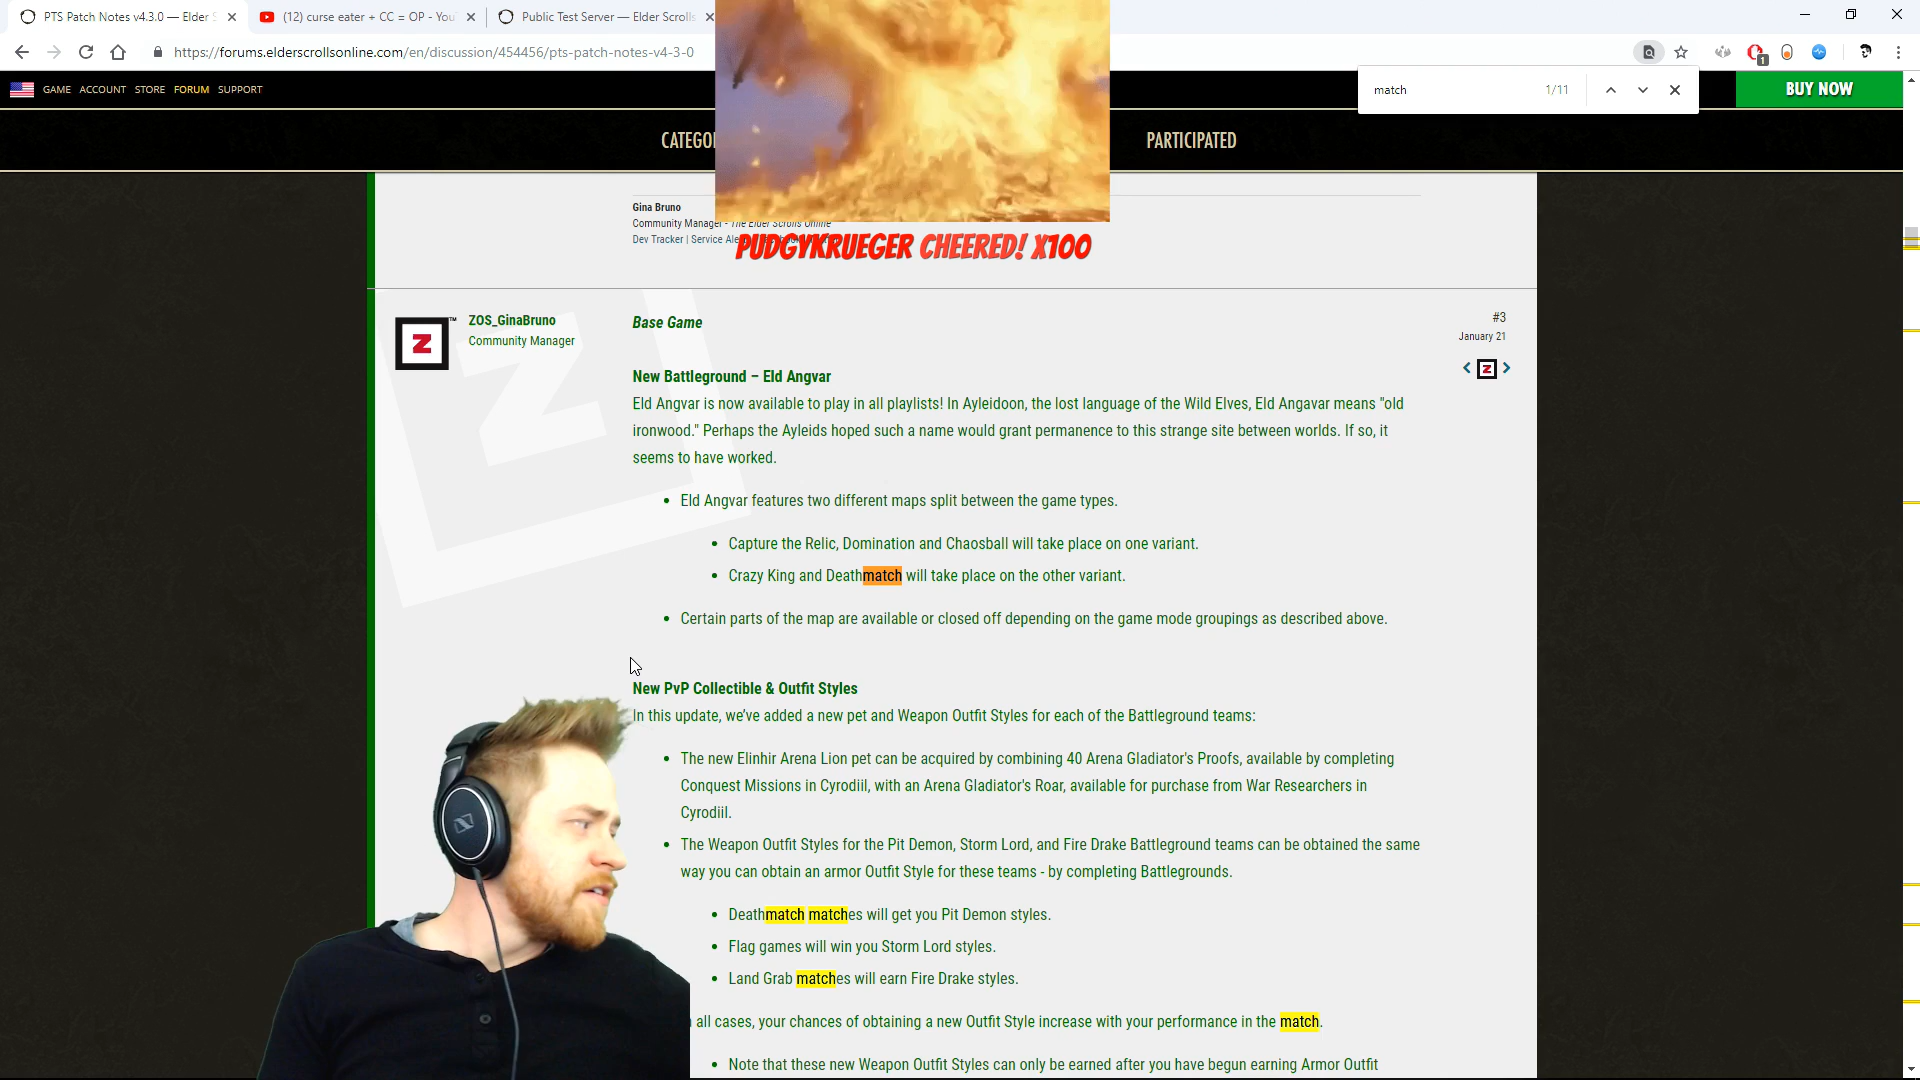 PTS Patch Notes v4.3.0 — Elder S
(12) curse eater + CC = OP - You
Public Test Server — Elder Scrolls
https://forums.elderscrollsonline.com/en/discussion/454456/pts-patch-notes-v4-3-0
1
match
1/11
GAME ACCOUNT STORE FORUM SUPPORT
BUY NOW
CATEGO
PARTICIPATED
Gina Bruno
Community Manager - The Elder Scrolls Online
Dev Tracker | Service Ale
PUDGYKRUEGER CHEERED! X100
ZOS_GinaBruno
Community Manager
Z
TM
#3
January 21
Z
Base Game
New Battleground – Eld Angvar
Eld Angvar is now available to play in all playlists! In Ayleidoon, the lost language of the Wild Elves, Eld Angavar means "old
ironwood." Perhaps the Ayleids hoped such a name would grant permanence to this strange site between worlds. If so, it
seems to have worked.
• Eld Angvar features two different maps split between the game types.
• Capture the Relic, Domination and Chaosball will take place on one variant.
• Crazy King and Deathmatch will take place on the other variant.
• Certain parts of the map are available or closed off depending on the game mode groupings as described above.
New PvP Collectible & Outfit Styles
In this update, we've added a new pet and Weapon Outfit Styles for each of the Battleground teams:
• The new Elinhir Arena Lion pet can be acquired by combining 40 Arena Gladiator's Proofs, available by completing
Conquest Missions in Cyrodiil, with an Arena Gladiator's Roar, available for purchase from War Researchers in
Cyrodiil.
• The Weapon Outfit Styles for the Pit Demon, Storm Lord, and Fire Drake Battleground teams can be obtained the same
way you can obtain an armor Outfit Style for these teams - by completing Battlegrounds.
• Deathmatch matches will get you Pit Demon styles.
• Flag games will win you Storm Lord styles.
• Land Grab matches will earn Fire Drake styles.
all cases, your chances of obtaining a new Outfit Style increase with your performance in the match.
• Note that these new Weapon Outfit Styles can only be earned after you have begun earning Armor Outfit